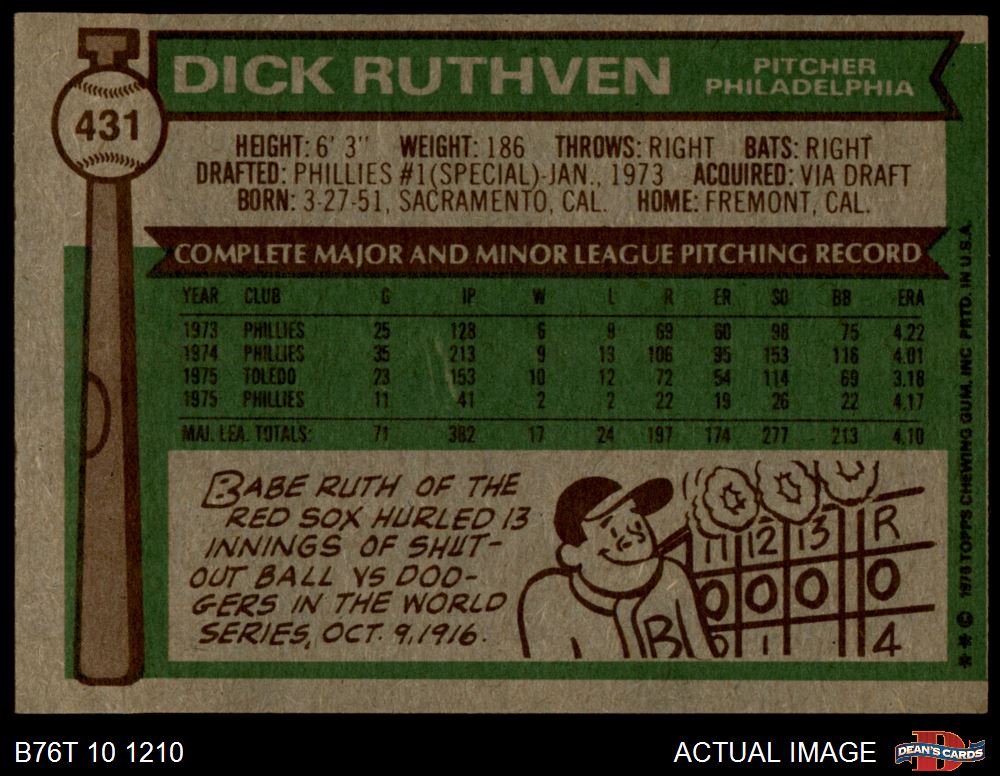 431
DICK RUTHVEN
PITCHER
PHILADELPHIA
HEIGHT: 6' 3" WEIGHT: 186 THROWS: RIGHT BATS: RIGHT
DRAFTED: PHILLIES #1(SPECIAL)-JAN., 1973 ACQUIRED: VIA DRAFT
BORN: 3-27-51, SACRAMENTO, CAL. HOME: FREMONT, CAL.
COMPLETE MAJOR AND MINOR LEAGUE PITCHING RECORD
YEAR CLUB G IP W L R ER SO BB ERA
1973 PHILLIES 25 128 6 9 69 60 98 75 4.22
1974 PHILLIES 35 213 9 13 106 95 153 116 4.01
1975 TOLEDO 23 153 10 12 72 54 114 69 3.18
1975 PHILLIES 11 41 2 2 22 19 26 22 4.17
MAJ. LEA. TOTALS: 71 382 17 24 197 174 277 213 4.10
BABE RUTH OF THE
RED SOX HURLED 13
INNINGS OF SHUT-
OUT BALL VS DOD-
GERS IN THE WORLD
SERIES, OCT. 9, 1916.
11 12 13 R
0 0 0 0
1 4
B
* * © 1976 TOPPS CHEWING GUM, INC. PRTD. IN U.S.A.
B76T 10 1210
ACTUAL IMAGE
D
DEAN'S CARDS